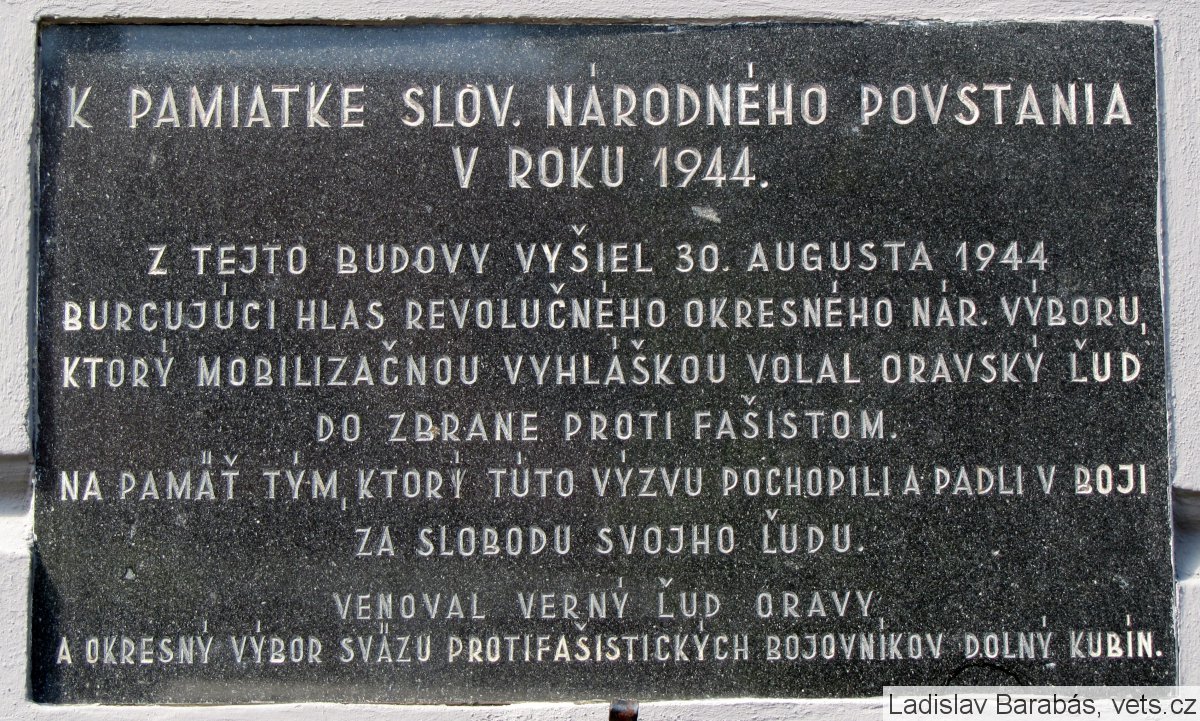 K PAMIATKE SLOV. NÁRODNÉHO POVSTANIA
V ROKU 1944.
Z TEJTO BUDOVY VYŠIEL 30. AUGUSTA 1944
BURCUJÚCI HLAS REVOLUČNÉHO OKRESNÉHO NÁR. VÝBORU,
KTORÝ MOBILIZAČNOU VYHLÁŠKOU VOLAL ORAVSKÝ ĽUD
DO ZBRANE PROTI FAŠISTOM.
NA PAMÄŤ TÝM, KTORÝ TÚTO VÝZVU POCHOPILI A PADLI V BOJI
ZA SLOBODU SVOJHO ĽUDU.
VENOVAL VERNÝ ĽUD ORAVY
A OKRESNÝ VÝBOR SVÄZU PROTIFAŠISTICKÝCH BOJOVNÍKOV DOLNÝ KUBÍN.
Ladislav Barabás, vets.cz